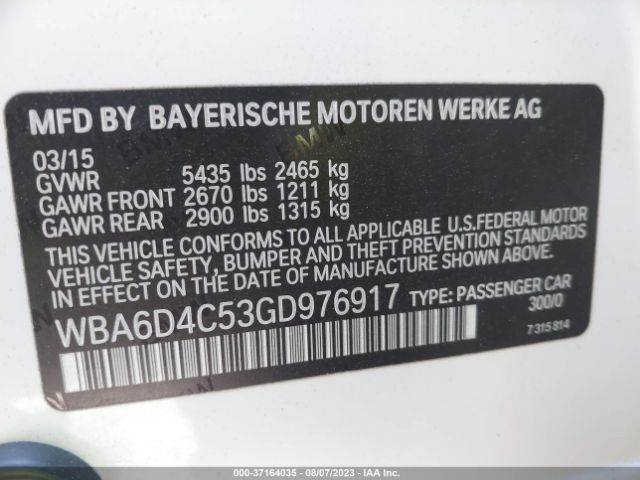 MFD BY BAYERISCHE MOTOREN WERKE AG
03/15
GVWR 5435 lbs 2465 kg
GAWR FRONT 2670 lbs 1211 kg
GAWR REAR 2900 lbs 1315 kg
THIS VEHICLE CONFORMS TO ALL APPLICABLE U.S.FEDERAL MOTOR
VEHICLE SAFETY, BUMPER AND THEFT PREVENTION STANDARDS
IN EFFECT ON THE DATE OF MANUFACTURE SHOWN ABOVE.
WBA6D4C53GD976917 TYPE: PASSENGER CAR
300/0
7 315 814
000-37164035 - 08/07/2023 - IAA Inc.